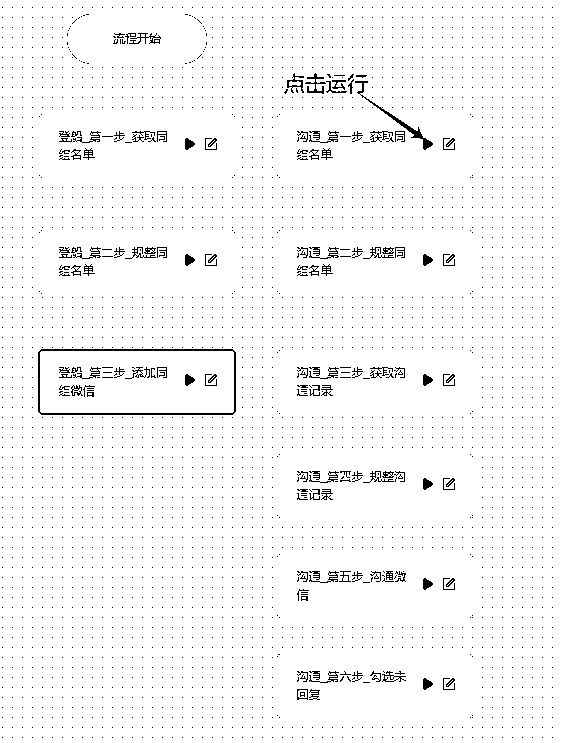 流程开始
点击运行
登船_第一步_获取同
组名单
沟通_第一步_获取同
组名单
登船_第二步_规整同
组名单
沟通_第二步_规整同
组名单
登船_第三步_添加同
组微信
沟通_第三步_获取沟
通记录
沟通_第四步_规整沟
通记录
沟通_第五步_沟通微
信
沟通_第六步_勾选未
回复